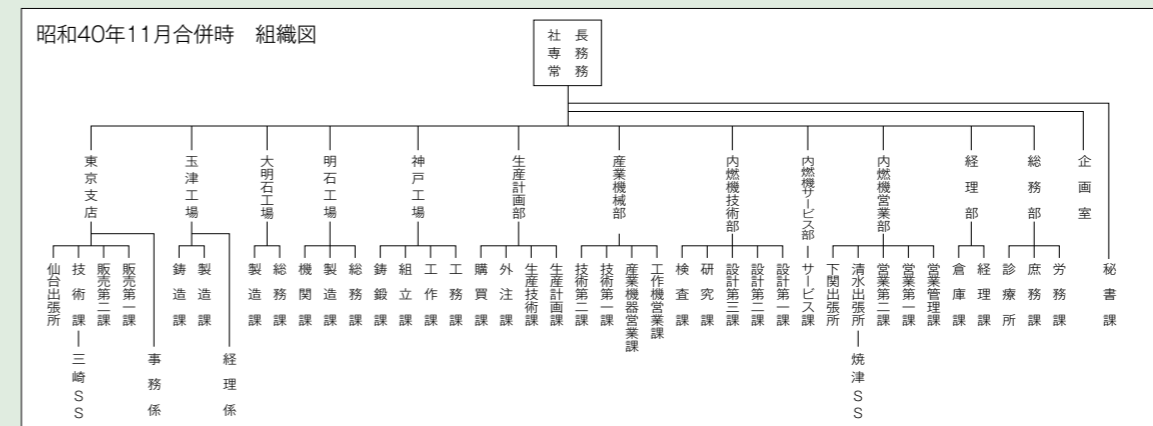 昭和40年11月合併時　組織図
社長
専務
常務
秘書課
企画室
総務部
労務課
庶務課
診療所
経理部
経理課
倉庫課
内燃機営業部
営業管理課
営業第一課
営業第二課
清水出張所
焼津SS
下関出張所
内燃機サービス部
サービス課
内燃機技術部
設計第一課
設計第二課
設計第三課
研究課
検査課
産業機械部
工作機営業課
産業機器営業課
技術第一課
技術第二課
生産計画部
生産計画課
生産技術課
外注課
購買課
神戸工場
工務課
工作課
組立課
鋳鍛課
明石工場
総務課
製造課
機関課
大明石工場
総務課
製造課
玉津工場
経理係
製造課
鋳造課
東京支店
事務係
販売第一課
販売第二課
技術課
三崎SS
仙台出張所